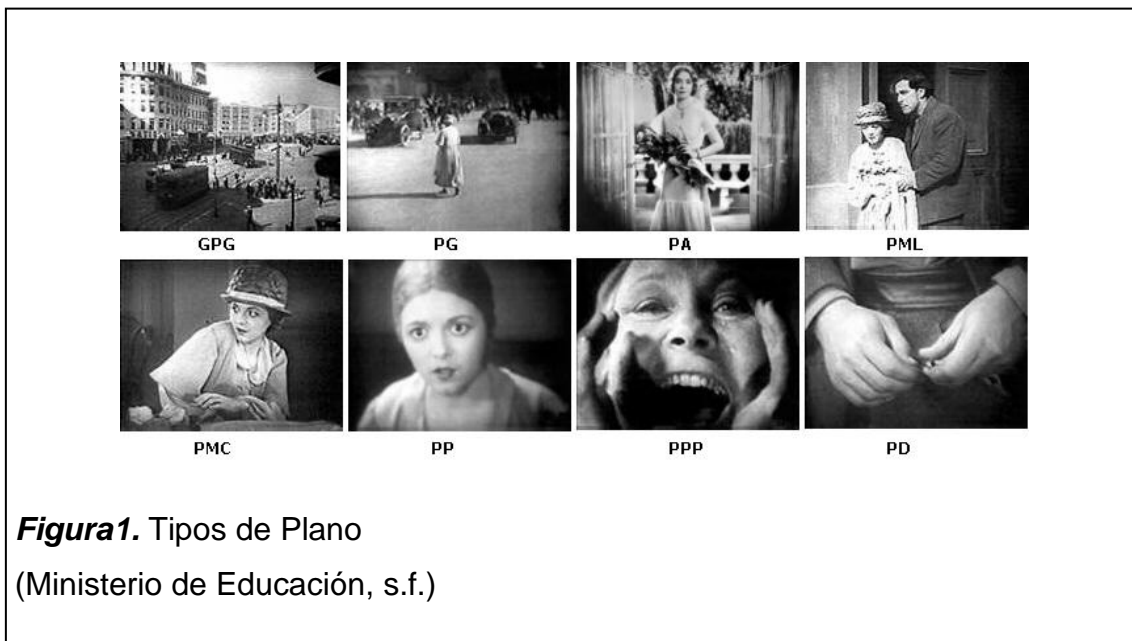 GPG PG PA PML
PMC PP PPP PD
Figura1. Tipos de Plano
(Ministerio de Educación, s.f.)